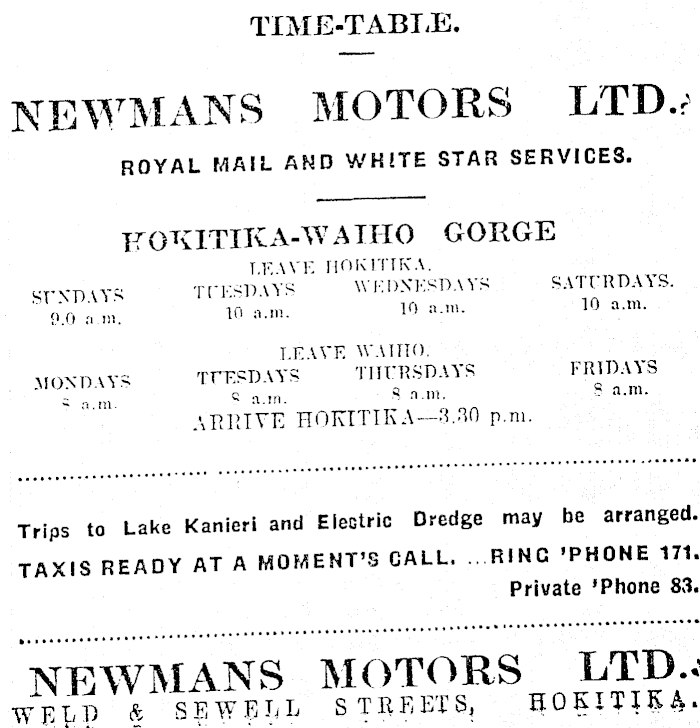 TIME-TABLE.
NEWMANS MOTORS LTD.,
ROYAL MAIL AND WHITE STAR SERVICES.
HOKITIKA-WAIHO GORGE
LEAVE HOKITIKA.
SUNDAYS TUESDAYS WEDNESDAYS SATURDAYS.
9.0 a.m. 10 a.m. 10 a.m. 10 a.m.
LEAVE WAIHO.
MONDAYS TUESDAYS THURSDAYS FRIDAYS
8 a.m. 8 a.m. 8 a.m. 8 a.m.
ARRIVE HOKITIKA—3.30 p.m.
Trips to Lake Kanieri and Electric Dredge may be arranged.
TAXIS READY AT A MOMENT'S CALL. ...RING 'PHONE 171.
Private 'Phone 83.
NEWMANS MOTORS LTD.,
WELD & SEWELL STREETS, HOKITIKA.